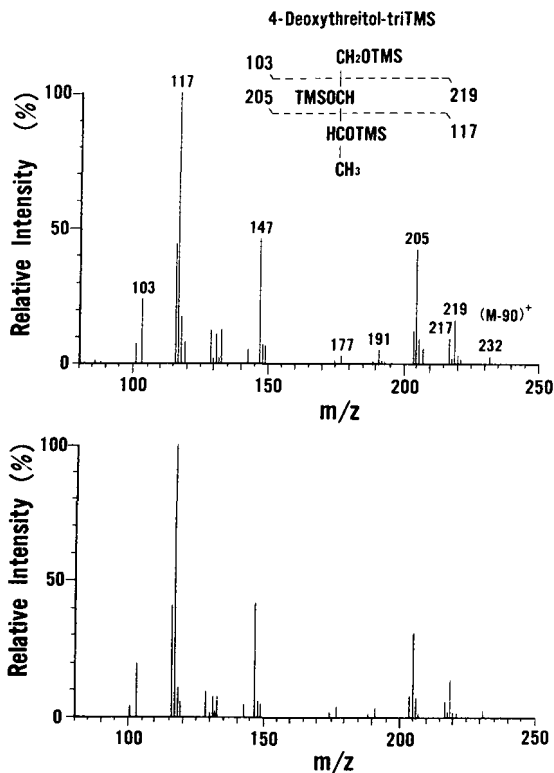 4-Deoxythreitol-triTMS
103 CH2OTMS
205 TMSOCH 219
HCOTMS 117
CH3
Relative Intensity (%)
100
50
0
117
103
147
177
191
205
217
219
(M-90)+
232
100 150 200 250
m/z
Relative Intensity (%)
100
50
0
100 150 200 250
m/z